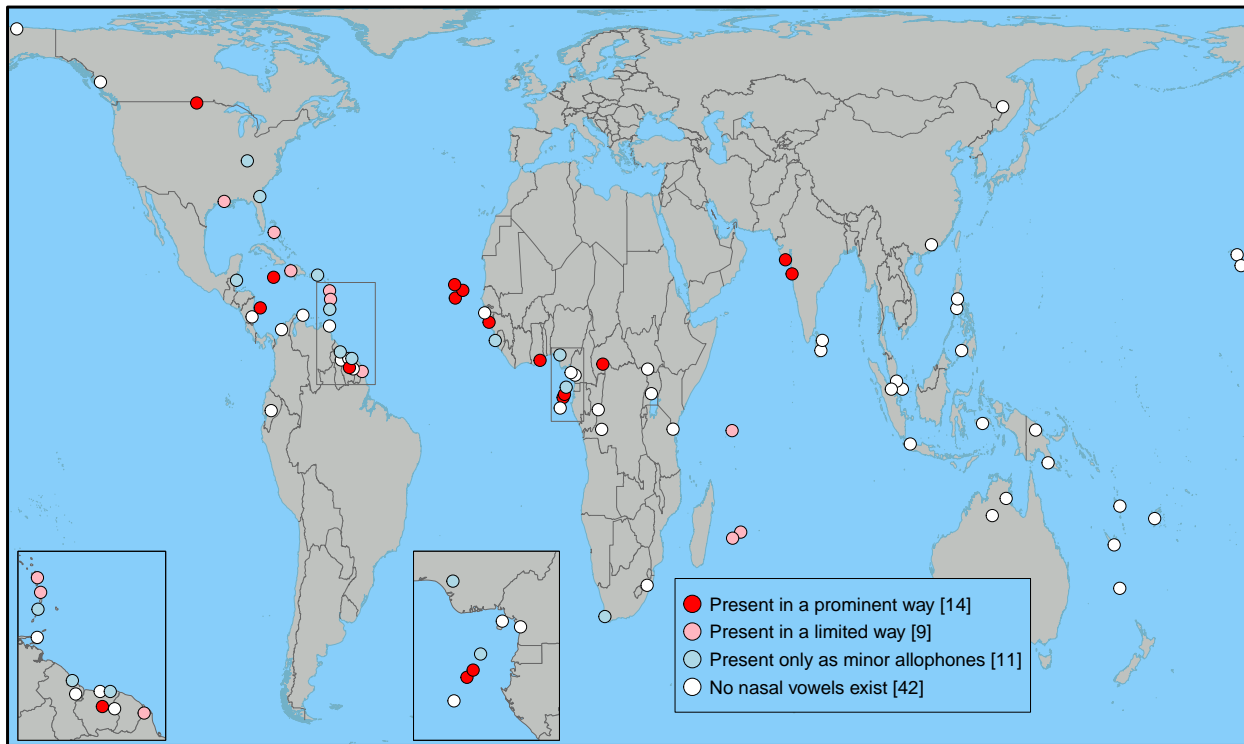 Present in a prominent way [14]
Present in a limited way [9]
Present only as minor allophones [11]
No nasal vowels exist [42]